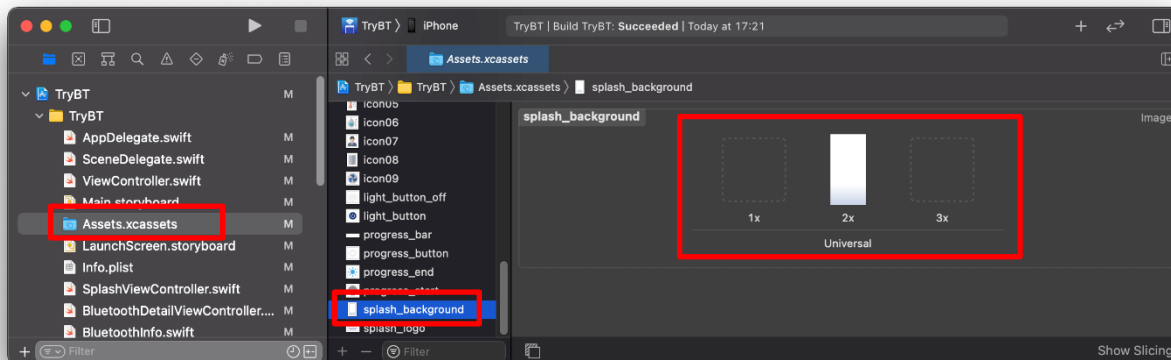 TryBT 〉 iPhone
TryBT | Build TryBT: Succeeded | Today at 17:21
Assets.xcassets
TryBT 〉 TryBT 〉 Assets.xcassets 〉 splash_background
TryBT M
TryBT
AppDelegate.swift M
SceneDelegate.swift M
ViewController.swift M
Main.storyboard M
Assets.xcassets M
LaunchScreen.storyboard M
Info.plist M
SplashViewController.swift M
BluetoothDetailViewController.... M
BluetoothInfo.swift M
Filter
icon05
icon06
icon07
icon08
icon09
light_button_off
light_button
progress_bar
progress_button
progress_end
progress_start
splash_background
splash_logo
Filter
splash_background
Image
1x
2x
3x
Universal
Show Slicing